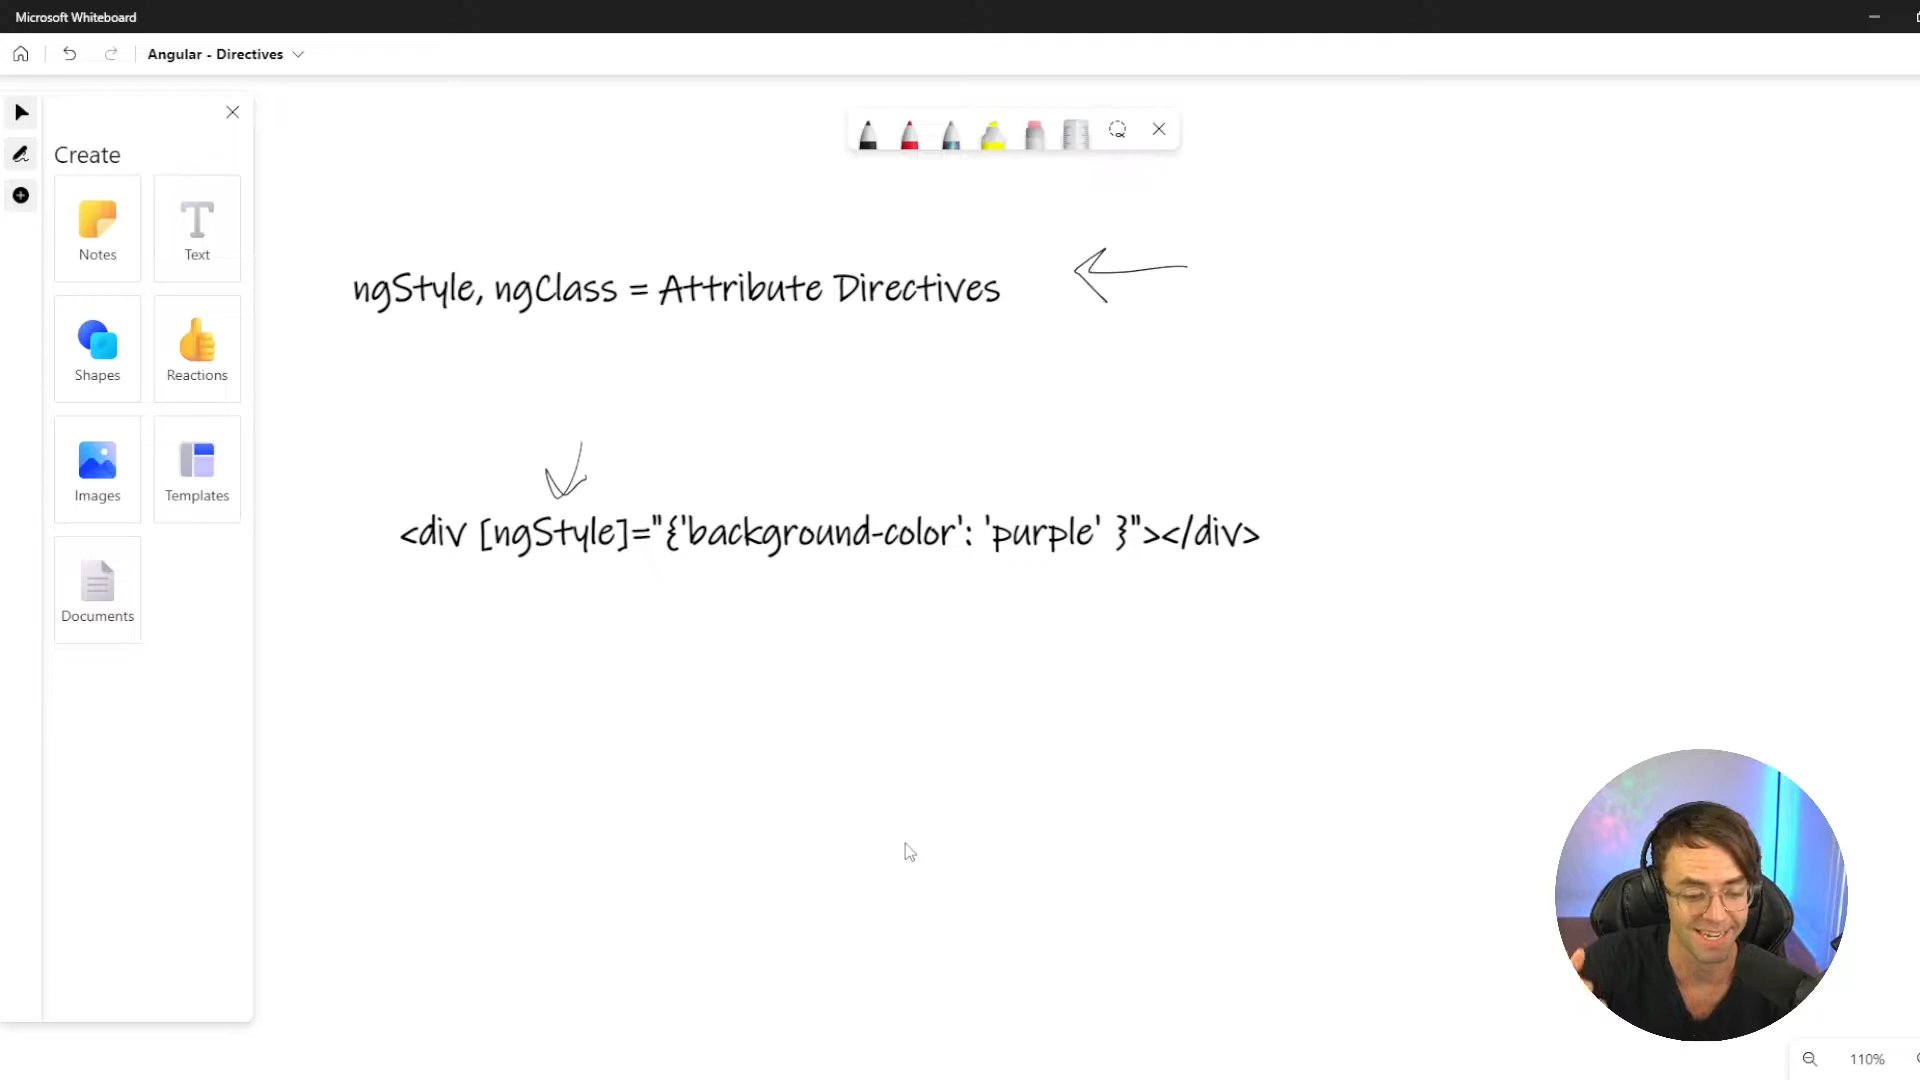 Microsoft Whiteboard
Angular - Directives
Create
Notes
Text
ngStyle, ngClass = Attribute Directives
Shapes
Reactions
Images
Templates
<div [ngStyle]="{'background-color': 'purple' }"></div>
Documents
110%